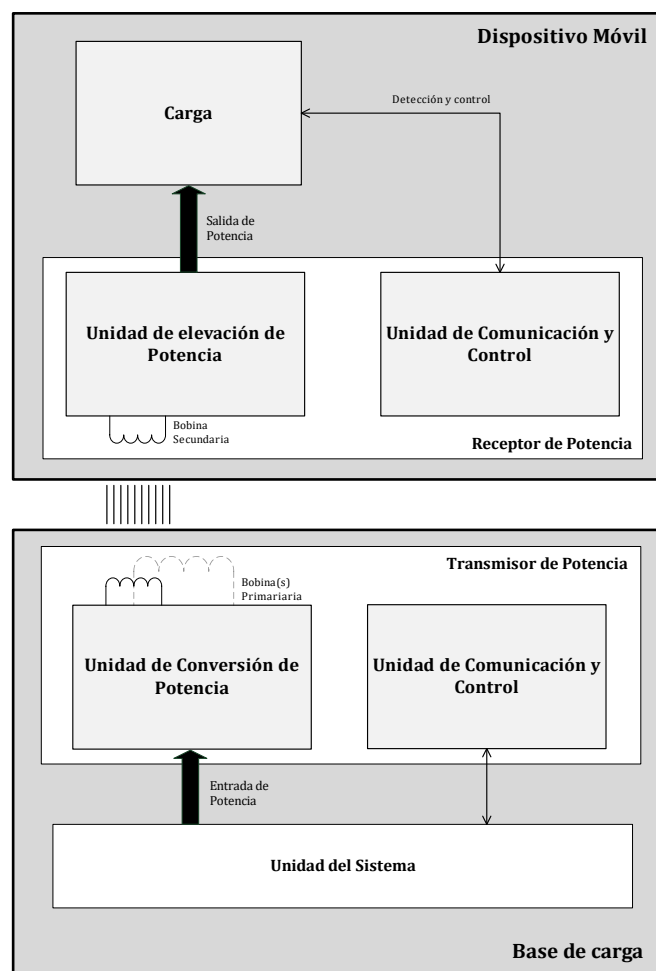 Dispositivo Móvil
Detección y control
Carga
Salida de
Potencia
Unidad de elevación de
Potencia
Unidad de Comunicación y
Control
Bobina
Secundaria
Receptor de Potencia
Transmisor de Potencia
Bobina(s)
Primariaria
Unidad de Conversión de
Potencia
Unidad de Comunicación y
Control
Entrada de
Potencia
Unidad del Sistema
Base de carga